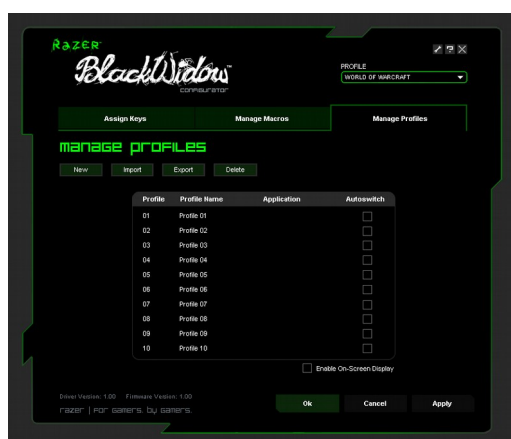 RAZER
BlackWidow™
CONFIGURATOR
PROFILE
WORLD OF WARCRAFT
Assign Keys Manage Macros Manage Profiles
manage profiles
New Import Export Delete
Profile Profile Name Application Autoswitch
01 Profile 01
02 Profile 02
03 Profile 03
04 Profile 04
05 Profile 05
06 Profile 06
07 Profile 07
08 Profile 08
09 Profile 09
10 Profile 10
Enable On-Screen Display
Driver Version: 1.00 Firmware Version: 1.00
razer | For gamers. by gamers.
Ok Cancel Apply